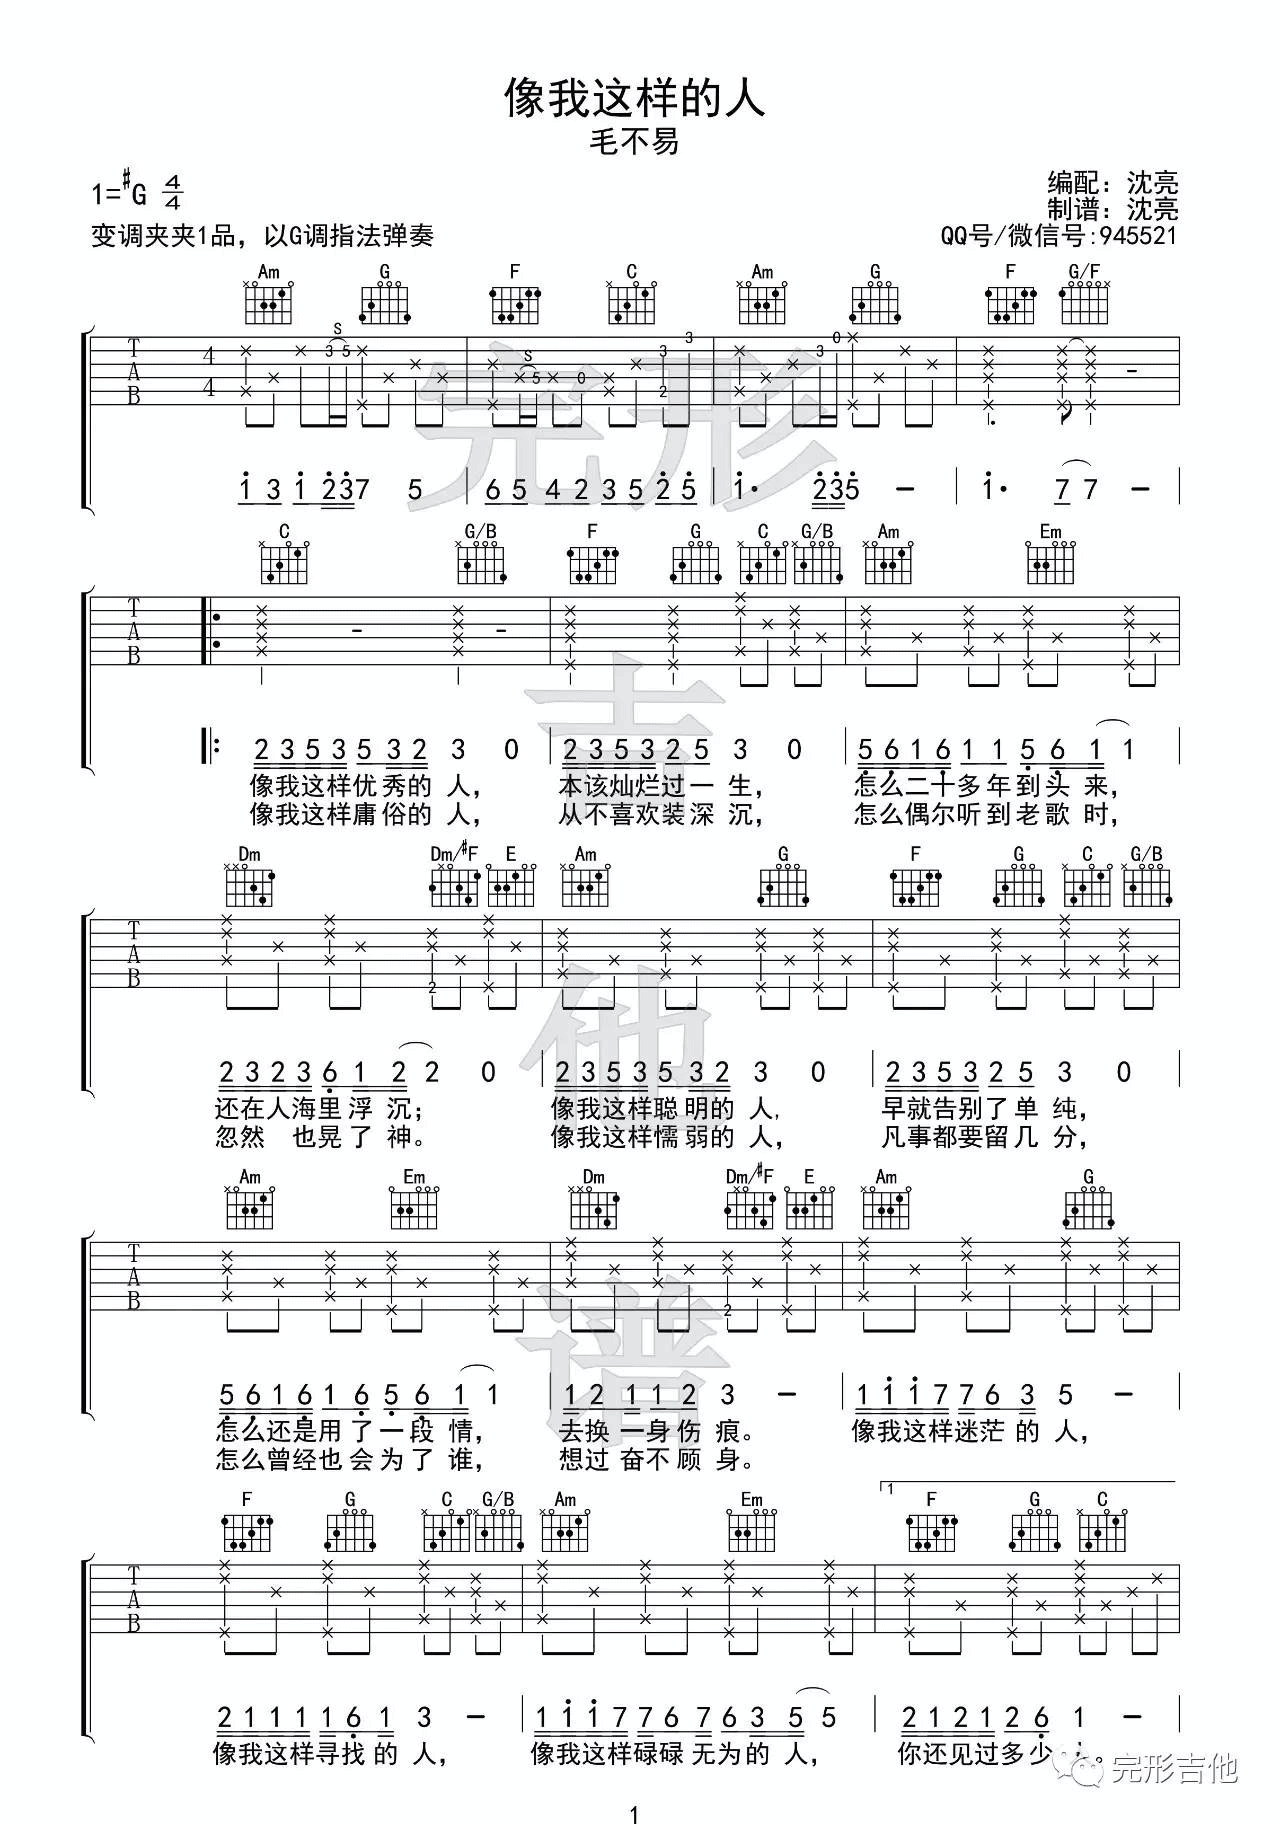 像我这样的人
毛不易
1=#G 4/4
编配：沈亮
制谱：沈亮
变调夹夹1品，以G调指法弹奏
QQ号/微信号:945521
Am G F C Am G F G/F
S S 3
T 3 5 5 0 3 2 3 0
A 4
B 4
1 3 1 2 3 7 5 6 5 4 2 3 5 2 5 1· 2 3 5 - 1· 7 7 -
C G/B F G C G/B Am Em
T
A
B
2 3 5 3 5 3 2 3 0 2 3 5 3 2 5 3 0 5 6 1 6 1 1 5 6 1 1
像我这样优秀的人， 本该灿烂过一生， 怎么二十多年到头来，
像我这样庸俗的人， 从不喜欢装深沉， 怎么偶尔听到老歌时，
Dm Dm/#F E Am G F G C G/B
T
A
B 2
2 3 2 3 6 1 2 2 0 2 3 5 3 5 3 2 3 0 2 3 5 3 2 5 3 0
还在人海里浮沉； 像我这样聪明的人， 早就告别了单纯，
忽然也晃了神。 像我这样懦弱的人， 凡事都要留几分，
Am Em Dm Dm/#F E Am G
T
A
B 2
5 6 1 6 1 6 5 6 1 1 1 2 1 1 2 3 - 1 1 1 7 7 6 3 5 -
怎么还是用了一段情， 去换一身伤痕。 像我这样迷茫的人，
怎么曾经也会为了谁， 想过奋不顾身。
1
F G C G/B Am Em F G C
T
A
B
2 1 1 1 1 6 1 3 - 1 1 1 7 7 6 7 6 3 5 5 2 1 2 1 2 6 1 -
像我这样寻找的人， 像我这样碌碌无为的人， 你还见过多少 。
完形吉他
1
完形吉他谱